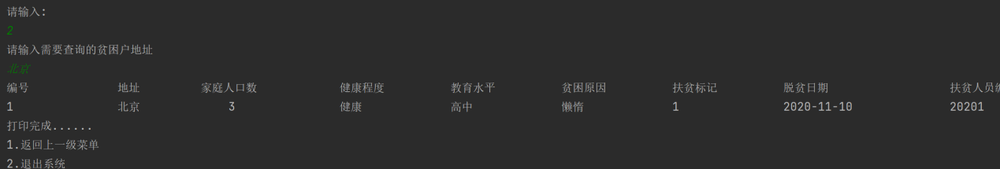 请输入:
2
请输入需要查询的贫困户地址
北京
编号 地址 家庭人口数 健康程度 教育水平 贫困原因 扶贫标记 脱贫日期 扶贫人员编
1 北京 3 健康 高中 懒惰 1 2020-11-10 20201
打印完成......
1.返回上一级菜单
2.退出系统